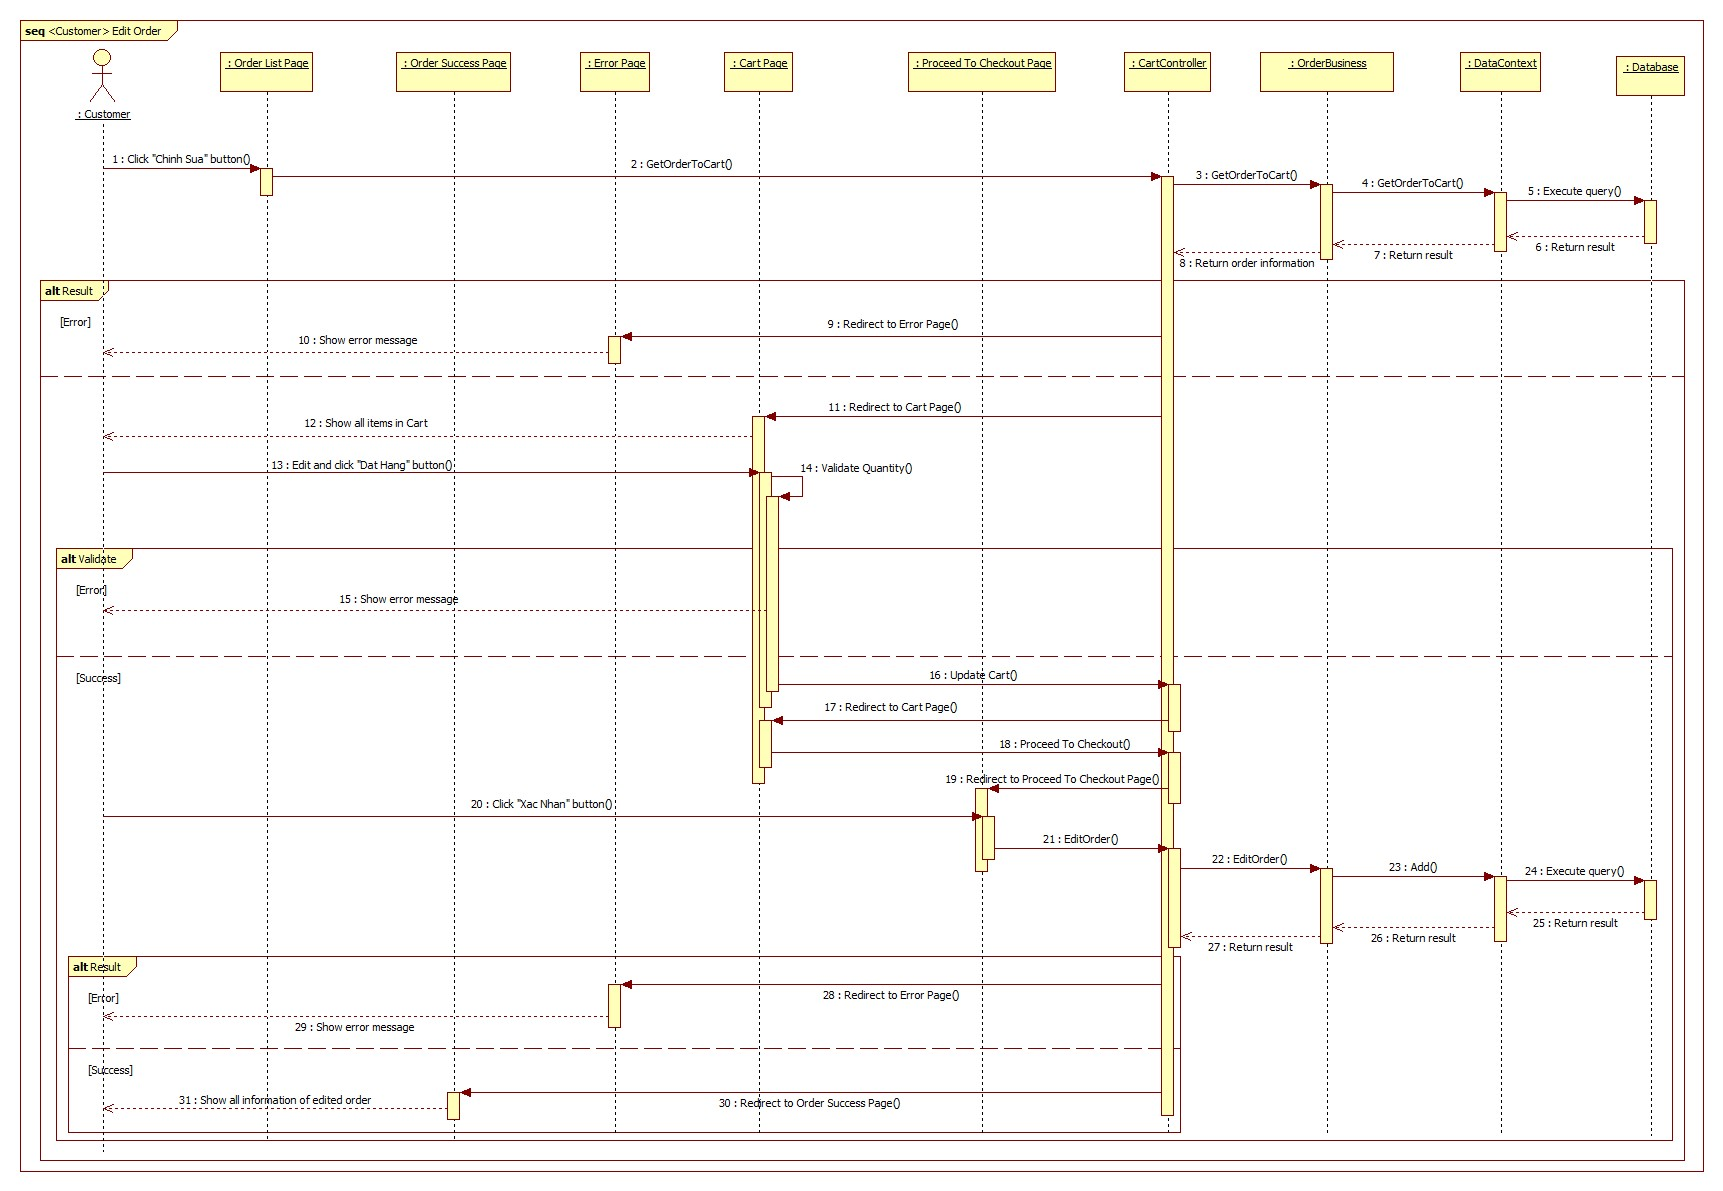 seq <Customer> Edit Order
: Customer
: Order List Page
: Order Success Page
: Error Page
: Cart Page
: Proceed To Checkout Page
: CartController
: OrderBusiness
: DataContext
: Database
1 : Click "Chinh Sua" button()
2 : GetOrderToCart()
3 : GetOrderToCart()
4 : GetOrderToCart()
5 : Execute query()
6 : Return result
7 : Return result
8 : Return order information
alt Result
[Error]
9 : Redirect to Error Page()
10 : Show error message
11 : Redirect to Cart Page()
12 : Show all items in Cart
13 : Edit and click "Dat Hang" button()
14 : Validate Quantity()
alt Validate
[Error]
15 : Show error message
[Success]
16 : Update Cart()
17 : Redirect to Cart Page()
18 : Proceed To Checkout()
19 : Redirect to Proceed To Checkout Page()
20 : Click "Xac Nhan" button()
21 : EditOrder()
22 : EditOrder()
23 : Add()
24 : Execute query()
25 : Return result
26 : Return result
27 : Return result
alt Result
[Error]
28 : Redirect to Error Page()
29 : Show error message
[Success]
30 : Redirect to Order Success Page()
31 : Show all information of edited order